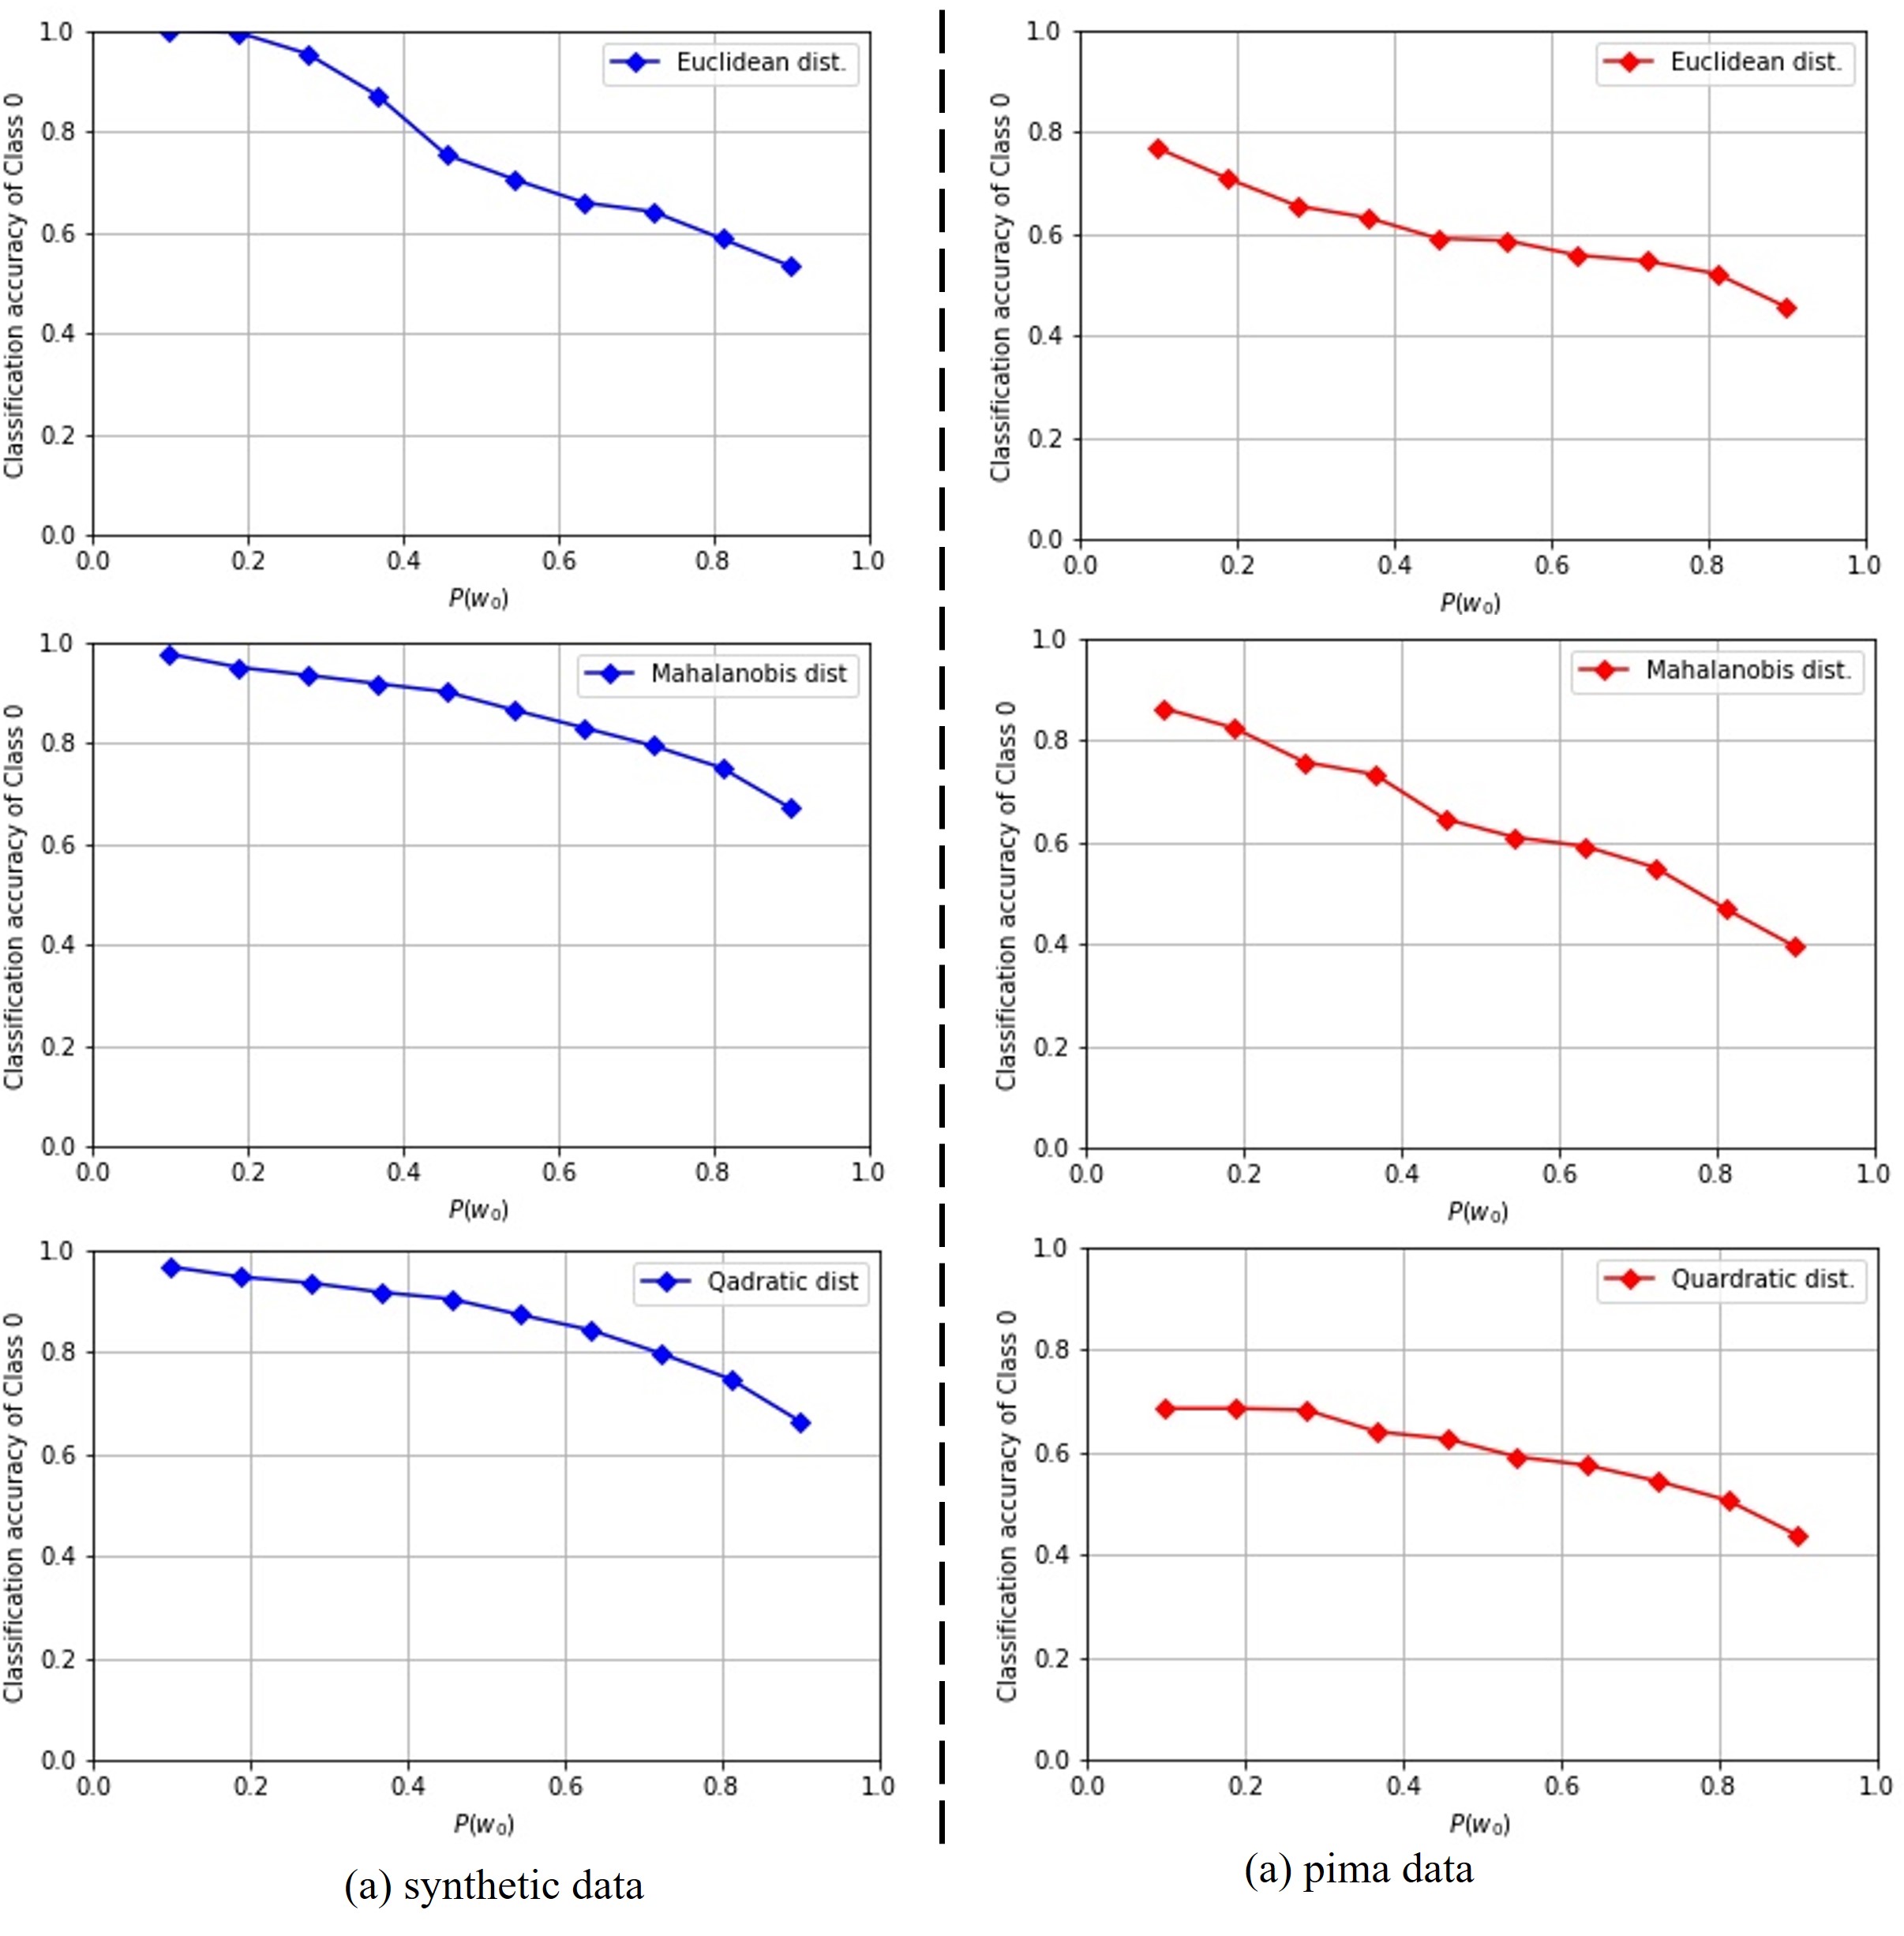 Classification accuracy of Class 0
1.0
0.8
0.6
0.4
0.2
0.0
Euclidean dist.
0.0 0.2 0.4 0.6 0.8 1.0
P(w₀)
Classification accuracy of Class 0
1.0
0.8
0.6
0.4
0.2
0.0
Mahalanobis dist
0.0 0.2 0.4 0.6 0.8 1.0
P(w₀)
Classification accuracy of Class 0
1.0
0.8
0.6
0.4
0.2
0.0
Qadratic dist
0.0 0.2 0.4 0.6 0.8 1.0
P(w₀)
(a) synthetic data
Classification accuracy of Class 0
1.0
0.8
0.6
0.4
0.2
0.0
Euclidean dist.
0.0 0.2 0.4 0.6 0.8 1.0
P(w₀)
Classification accuracy of Class 0
1.0
0.8
0.6
0.4
0.2
0.0
Mahalanobis dist.
0.0 0.2 0.4 0.6 0.8 1.0
P(w₀)
Classification accuracy of Class 0
1.0
0.8
0.6
0.4
0.2
0.0
Quardratic dist.
0.0 0.2 0.4 0.6 0.8 1.0
P(w₀)
(a) pima data